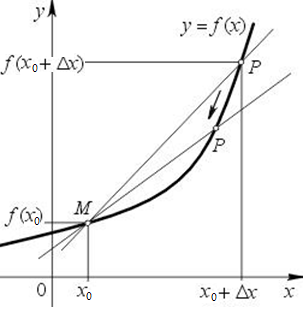 y
y = f(x)
f(x₀ + Δx)
P
P
f(x₀)
M
0
x₀
x₀ + Δx
x